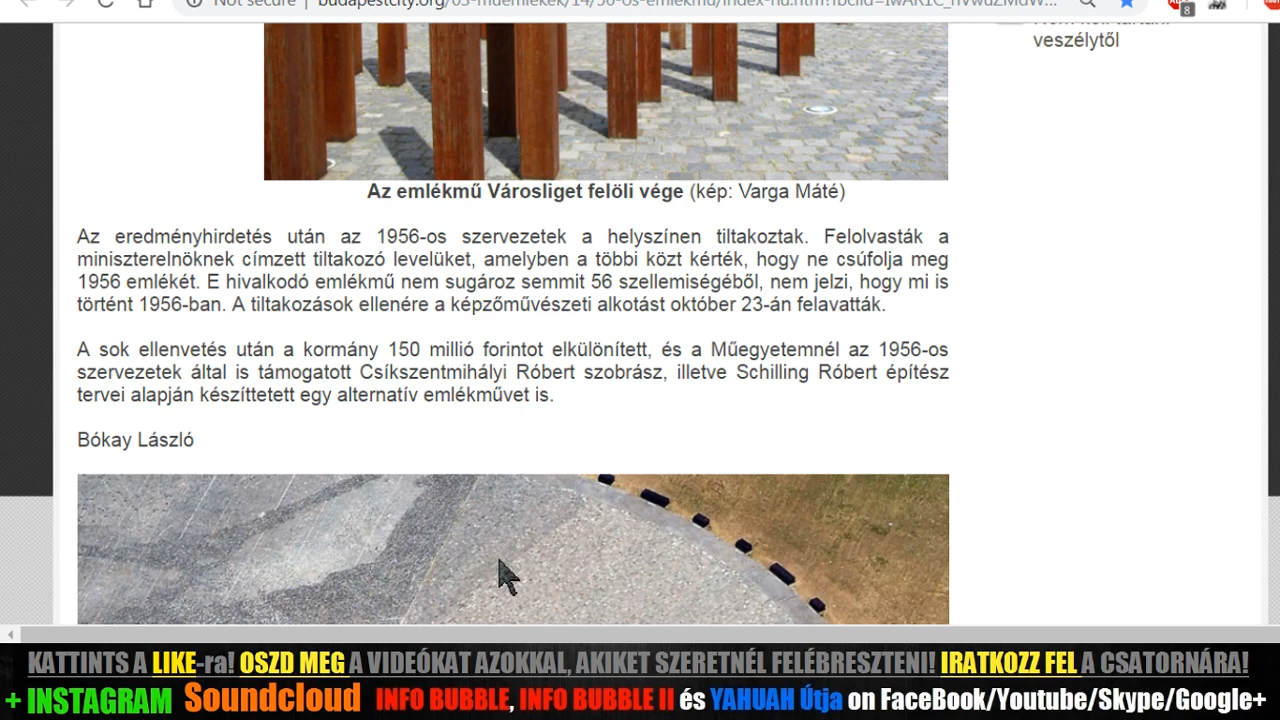 Not secure
veszélytől
Az emlékmű Városliget felöli vége (kép: Varga Máté)
Az eredményhirdetés után az 1956-os szervezetek a helyszínen tiltakoztak. Felolvasták a
miniszterelnöknek címzett tiltakozó levelüket, amelyben a többi közt kérték, hogy ne csúfolja meg
1956 emlékét. E hivalkodó emlékmű nem sugároz semmit 56 szellemiségéből, nem jelzi, hogy mi is
történt 1956-ban. A tiltakozások ellenére a képzőművészeti alkotást október 23-án felavatták.
A sok ellenvetés után a kormány 150 millió forintot elkülönített, és a Műegyetemnél az 1956-os
szervezetek által is támogatott Csíkszentmihályi Róbert szobrász, illetve Schilling Róbert építész
tervei alapján készíttetett egy alternatív emlékművet is.
Bókay László
KATTINTS A LIKE-ra! OSZD MEG A VIDEÓKAT AZOKKAL, AKIKET SZERETNÉL FELÉBRESZTENI! IRATKOZZ FEL A CSATORNÁRA!
+ INSTAGRAM Soundcloud INFO BUBBLE, INFO BUBBLE II és YAHUAH Útja on FaceBook/Youtube/Skype/Google+